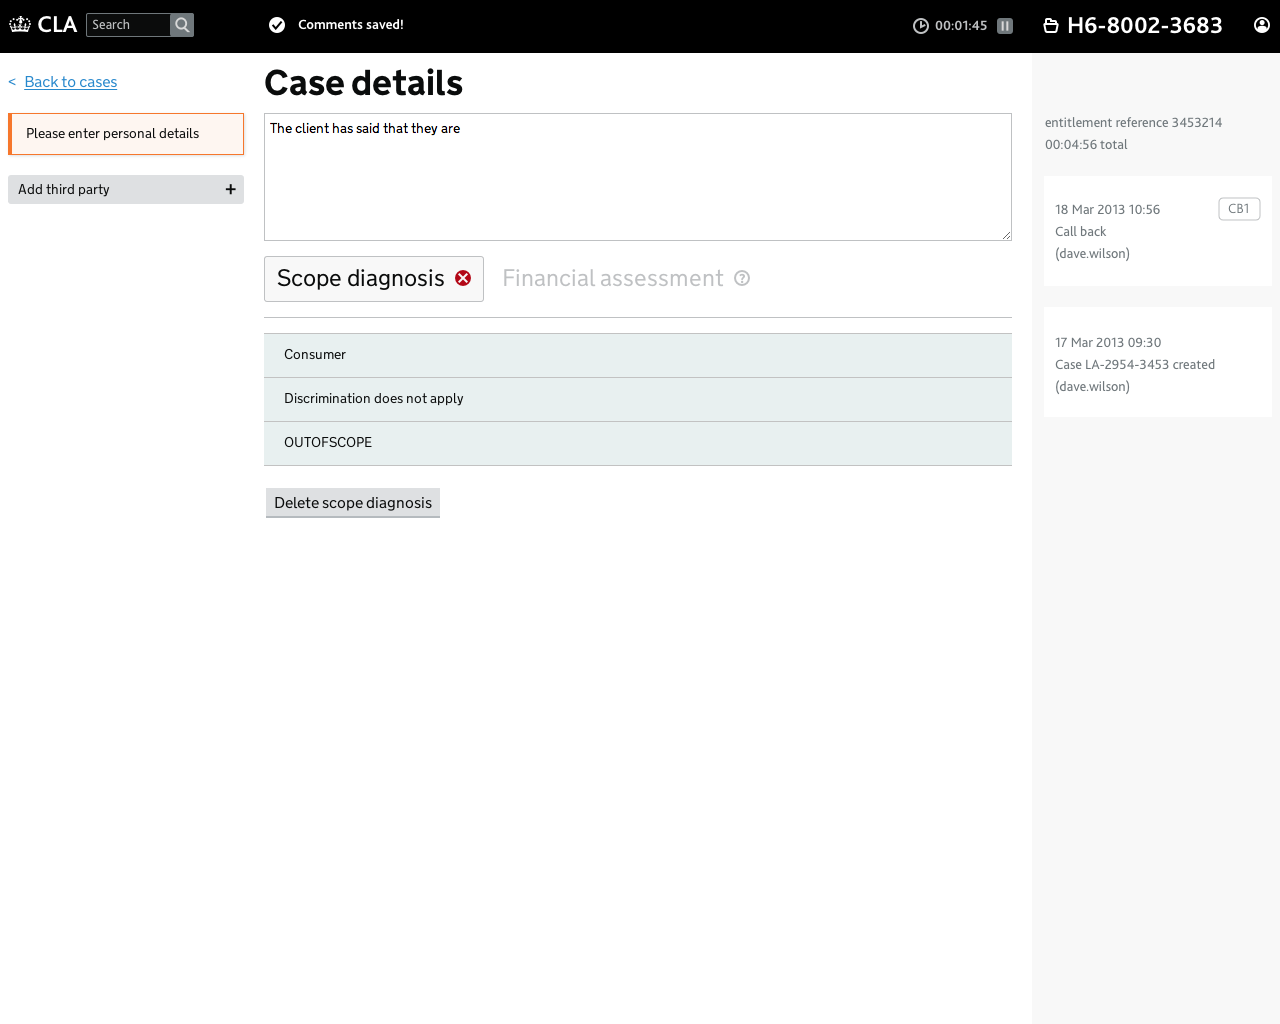 CLA
Search
Comments saved!
00:01:45
H6-8002-3683
< Back to cases
Please enter personal details
Add third party +
Case details
The client has said that they are
Scope diagnosis
Financial assessment ?
Consumer
Discrimination does not apply
OUTOFSCOPE
Delete scope diagnosis
entitlement reference 3453214
00:04:56 total
18 Mar 2013 10:56 CB1
Call back
(dave.wilson)
17 Mar 2013 09:30
Case LA-2954-3453 created
(dave.wilson)